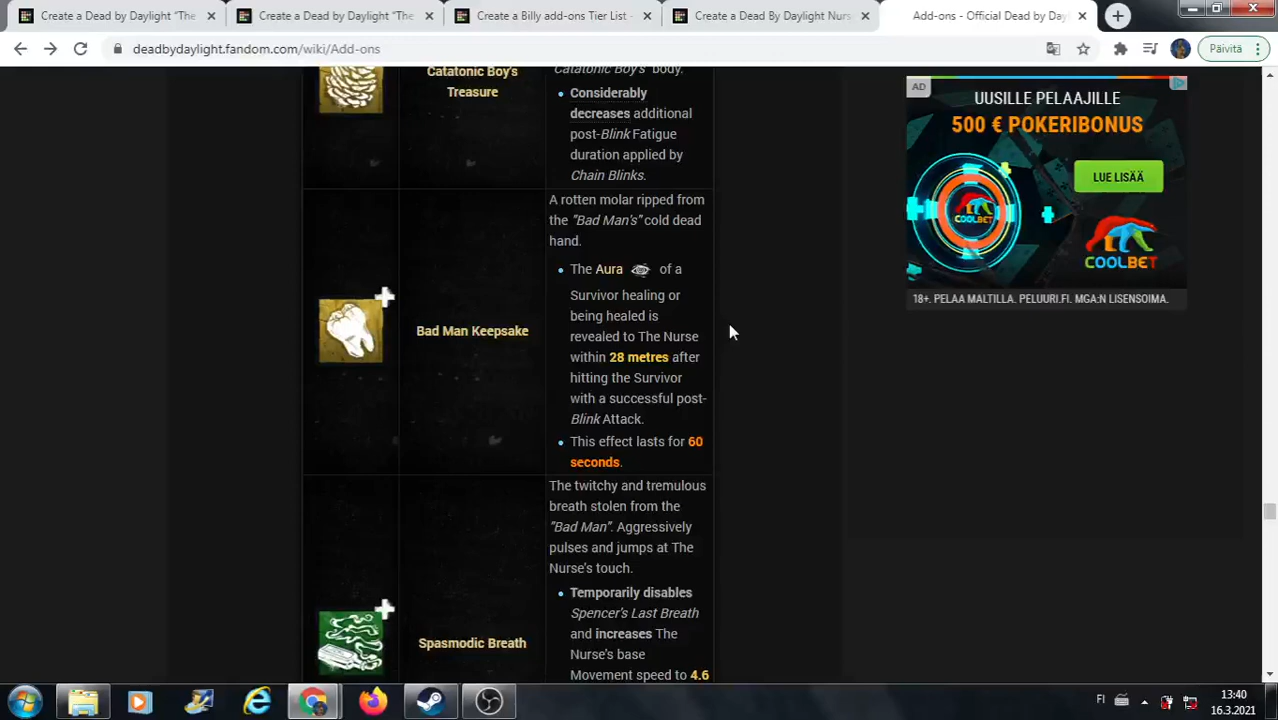 Create a Dead by Daylight "The
Create a Dead by Daylight "The
Create a Billy add-ons Tier List -
Create a Dead By Daylight Nurs
Add-ons - Official Dead by Day
deadbydaylight.fandom.com/wiki/Add-ons
Päivitä
Catatonic Boy's
Treasure
Catatonic Boy's body.
Considerably
decreases additional
post-Blink Fatigue
duration applied by
Chain Blinks.
Bad Man Keepsake
A rotten molar ripped from
the "Bad Man's" cold dead
hand.
The Aura of a
Survivor healing or
being healed is
revealed to The Nurse
within 28 metres after
hitting the Survivor
with a successful post-
Blink Attack.
This effect lasts for 60
seconds.
Spasmodic Breath
The twitchy and tremulous
breath stolen from the
"Bad Man". Aggressively
pulses and jumps at The
Nurse's touch.
Temporarily disables
Spencer's Last Breath
and increases The
Nurse's base
Movement speed to 4.6
AD
UUSILLE PELAAJILLE
500 € POKERIBONUS
LUE LISÄÄ
COOLBET
COOLBET
18+. PELAA MALTILLA. PELUURI.FI. MGA:N LISENSOIMA.
FI
13:40
16.3.2021